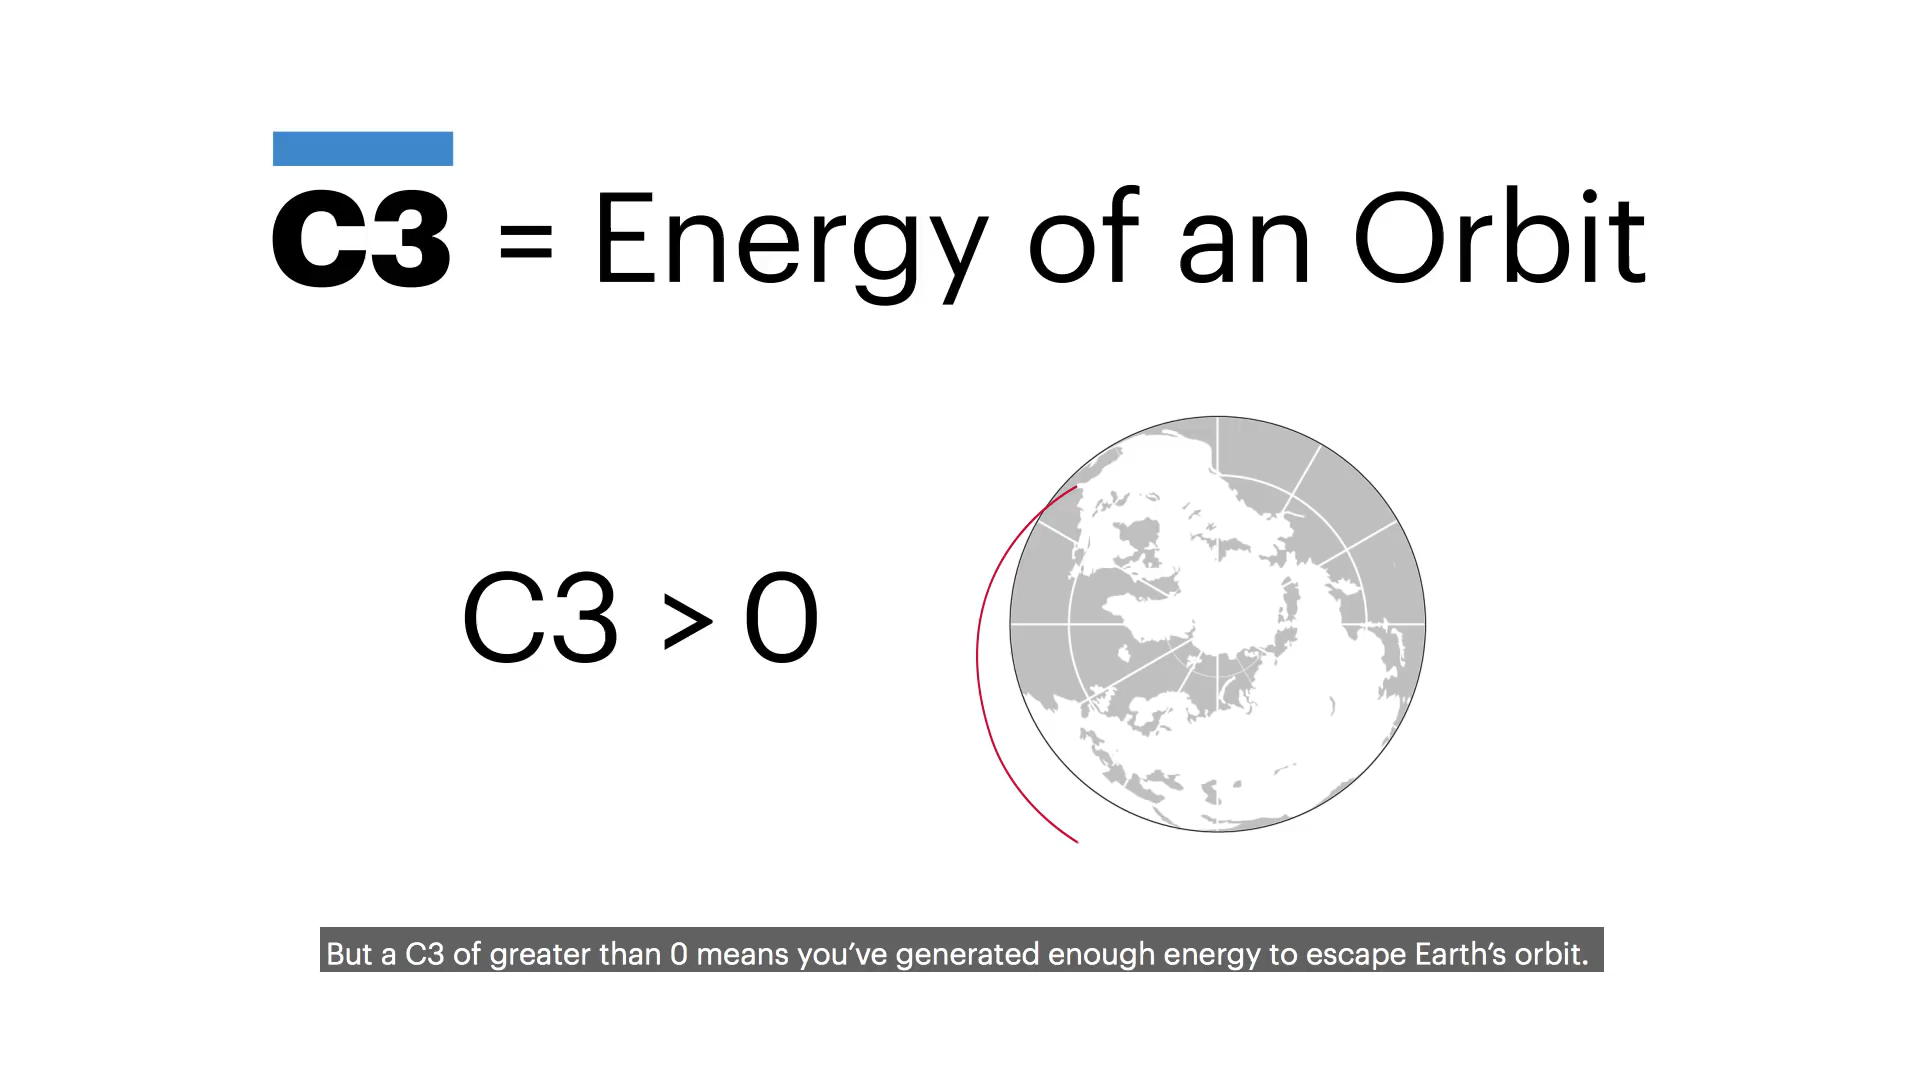 C3 = Energy of an Orbit
C3 > 0
But a C3 of greater than 0 means you’ve generated enough energy to escape Earth’s orbit.